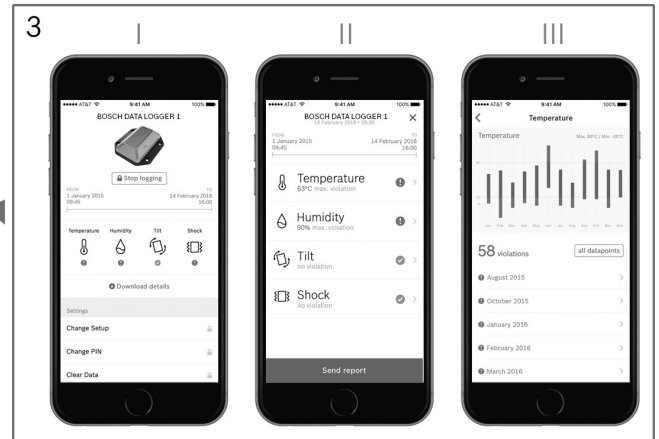 3
I
II
III
AT&T 9:41 AM 100%
BOSCH DATA LOGGER 1
Stop logging
FROM TO
1 January 2015 14 February 2016
09:45 16:00
Temperature Humidity Tilt Shock
Download details
Settings
Change Setup
Change PIN
Clear Data
AT&T 9:41 AM 100%
BOSCH DATA LOGGER 1
14 February 2016 • 16:30
FROM TO
1 January 2015 14 February 2016
09:45 16:00
Temperature
63°C max. violation
Humidity
90% max. violation
Tilt
no violation
Shock
no violation
Send report
AT&T 9:41 AM 100%
Temperature
Temperature Max. 80°C / Min. -20°C
58 violations all datapoints
August 2015
October 2015
January 2016
February 2016
March 2016